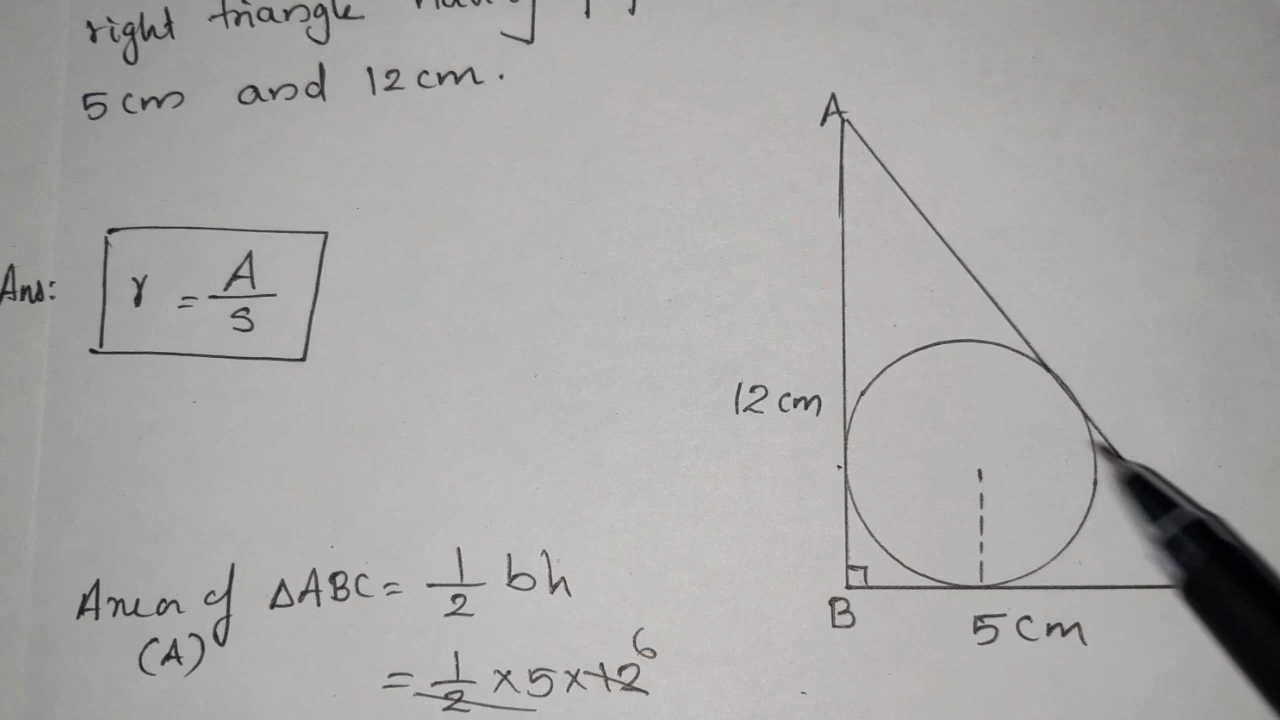 right triangle
5 cm and 12 cm.
Ans: r = A/s
A
12 cm
B
5 cm
Area of ΔABC = 1/2 bh
(A)
= 1/2 × 5 × 12 6